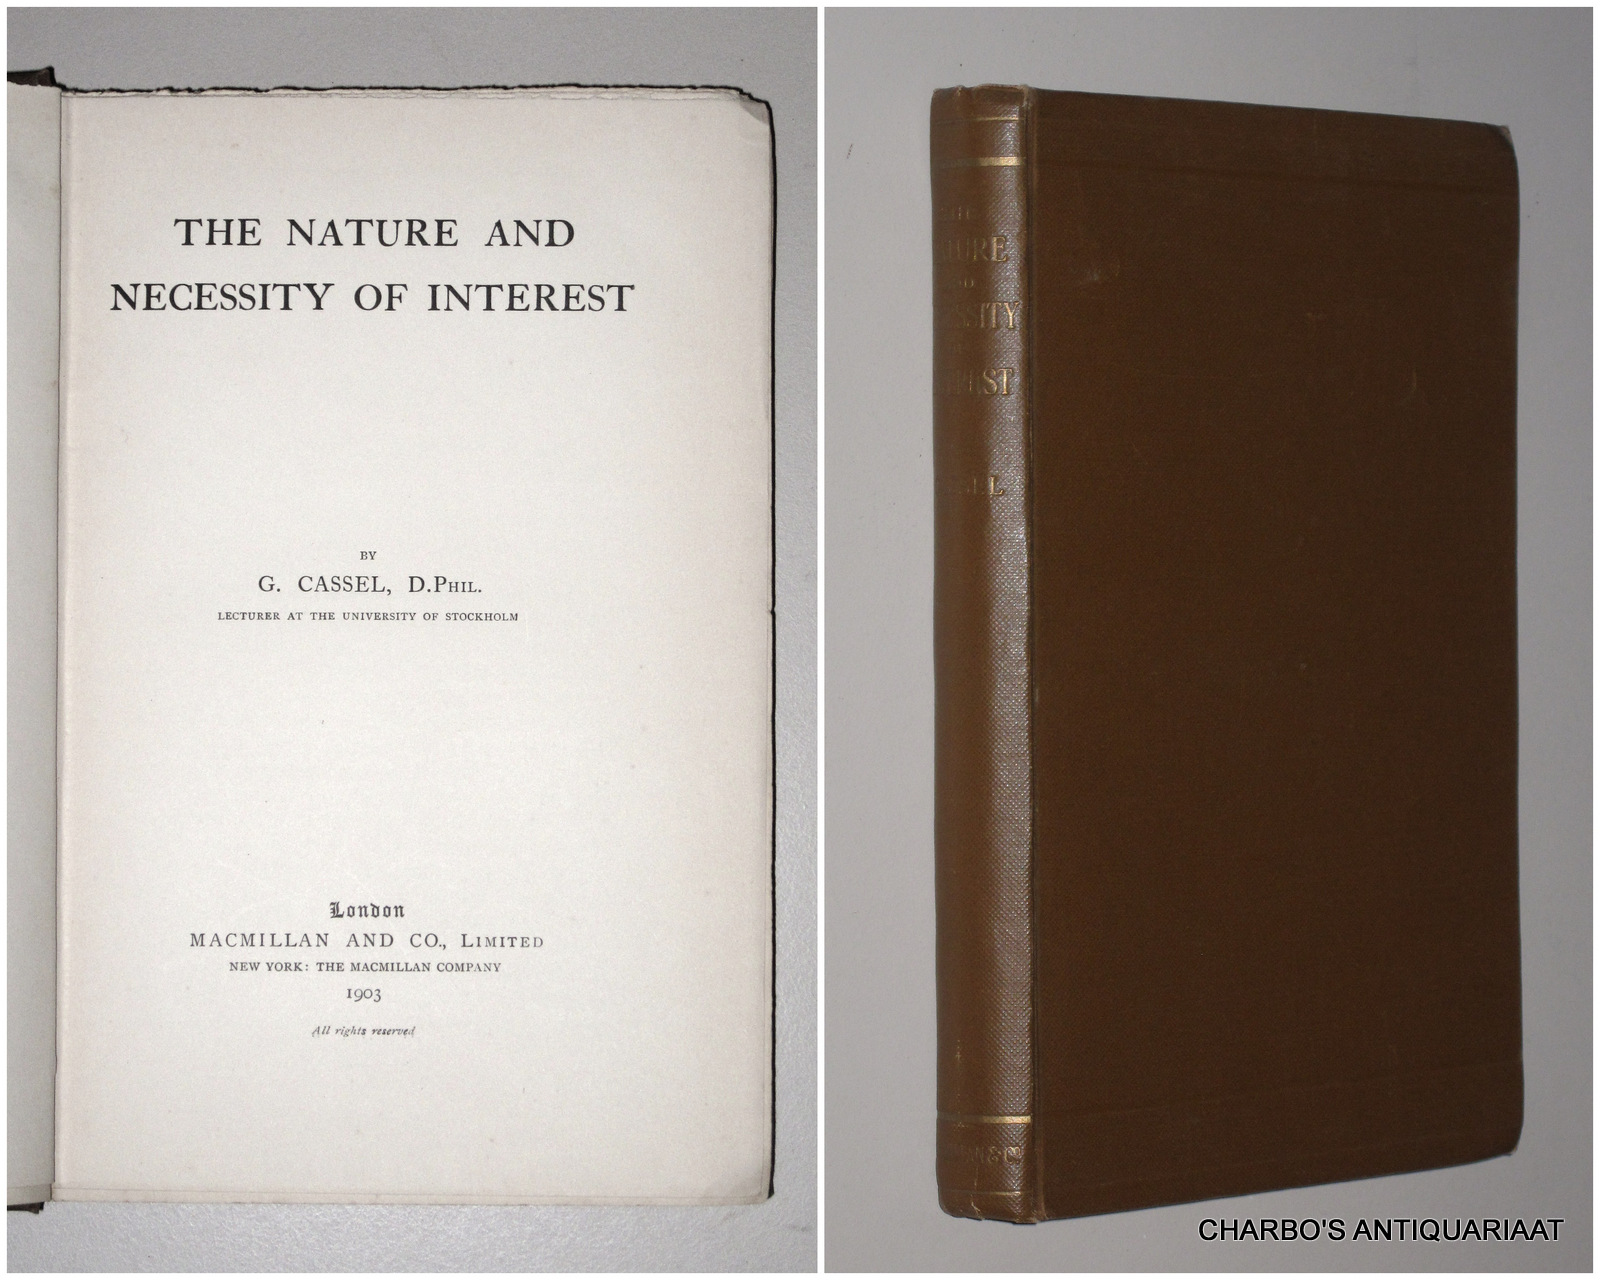 THE NATURE AND
NECESSITY OF INTEREST
BY
G. CASSEL, D.PHIL.
LECTURER AT THE UNIVERSITY OF STOCKHOLM
London
MACMILLAN AND CO., LIMITED
NEW YORK: THE MACMILLAN COMPANY
1903
All rights reserved
CHARBO'S ANTIQUARIAAT